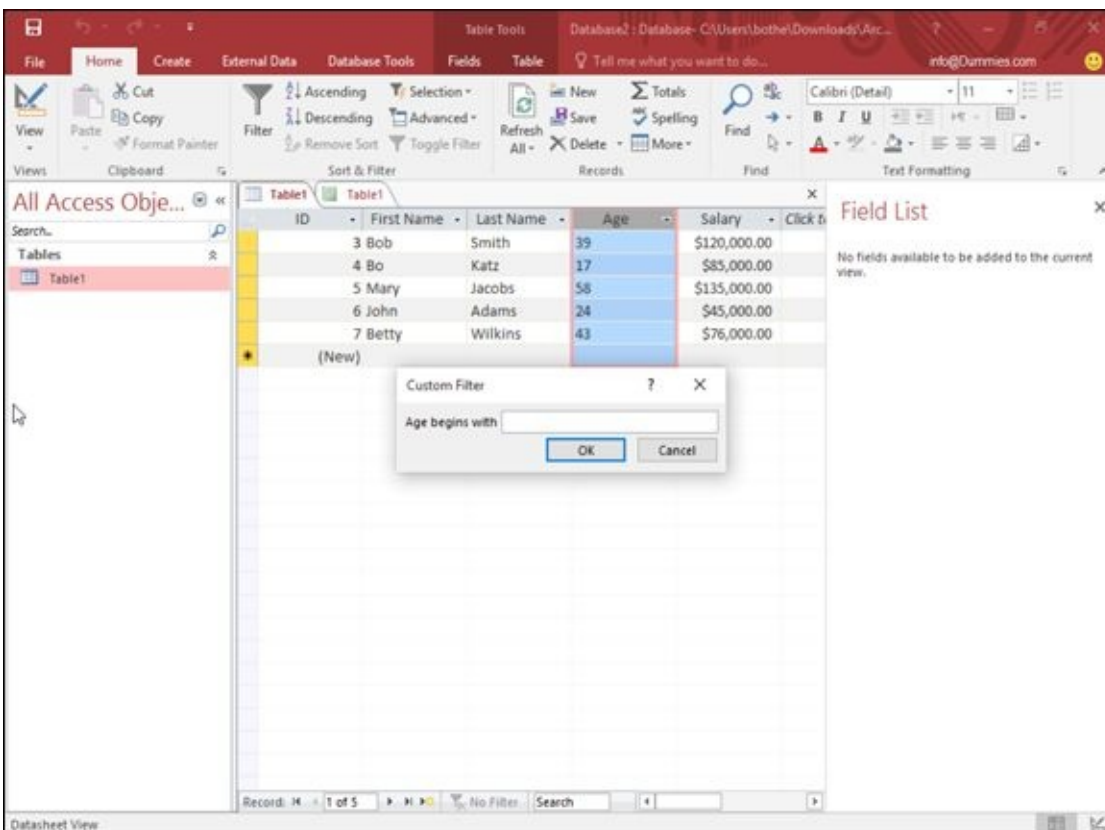 Table Tools
Database2 : Database- C:\Users\bothe\Downloads\Arc...
?
File
Home
Create
External Data
Database Tools
Fields
Table
Tell me what you want to do...
info@Dummies.com
View
Paste
Cut
Copy
Format Painter
Filter
Ascending
Descending
Remove Sort
Selection
Advanced
Toggle Filter
Refresh All
New
Save
Delete
Totals
Spelling
More
Find
Calibri (Detail)
11
B I U
A
Views
Clipboard
Sort & Filter
Records
Find
Text Formatting
All Access Obje...
Search...
Tables
Table1
Table1
Table1
ID First Name Last Name Age Salary Click to
3 Bob Smith 39 $120,000.00
4 Bo Katz 17 $85,000.00
5 Mary Jacobs 58 $135,000.00
6 John Adams 24 $45,000.00
7 Betty Wilkins 43 $76,000.00
(New)
Custom Filter ?
Age begins with
OK Cancel
Field List
No fields available to be added to the current
view.
Record: 1 of 5 No Filter Search
Datasheet View